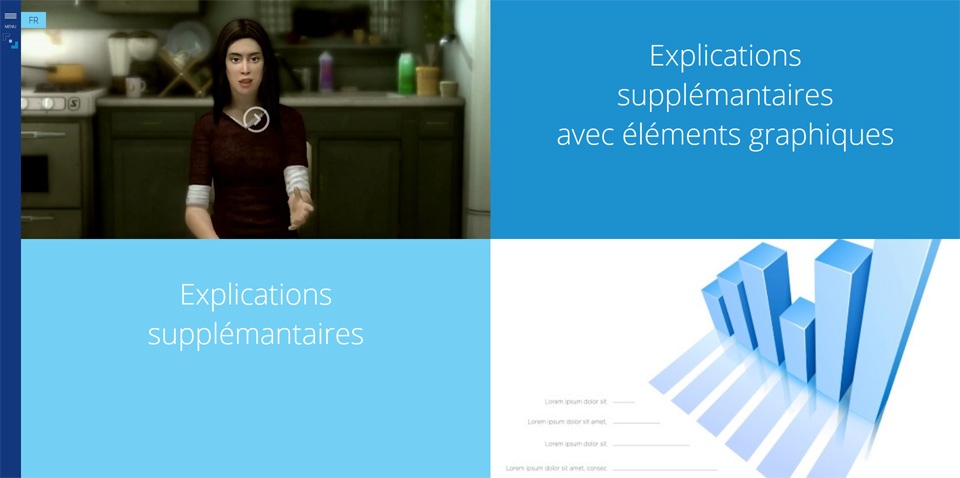 FR
MENU
Explications
supplémantaires
avec éléments graphiques
Explications
supplémantaires
Lorem ipsum dolor sit
Lorem ipsum dolor sit amet,
Lorem ipsum dolor sit
Lorem ipsum dolor sit amet, consec